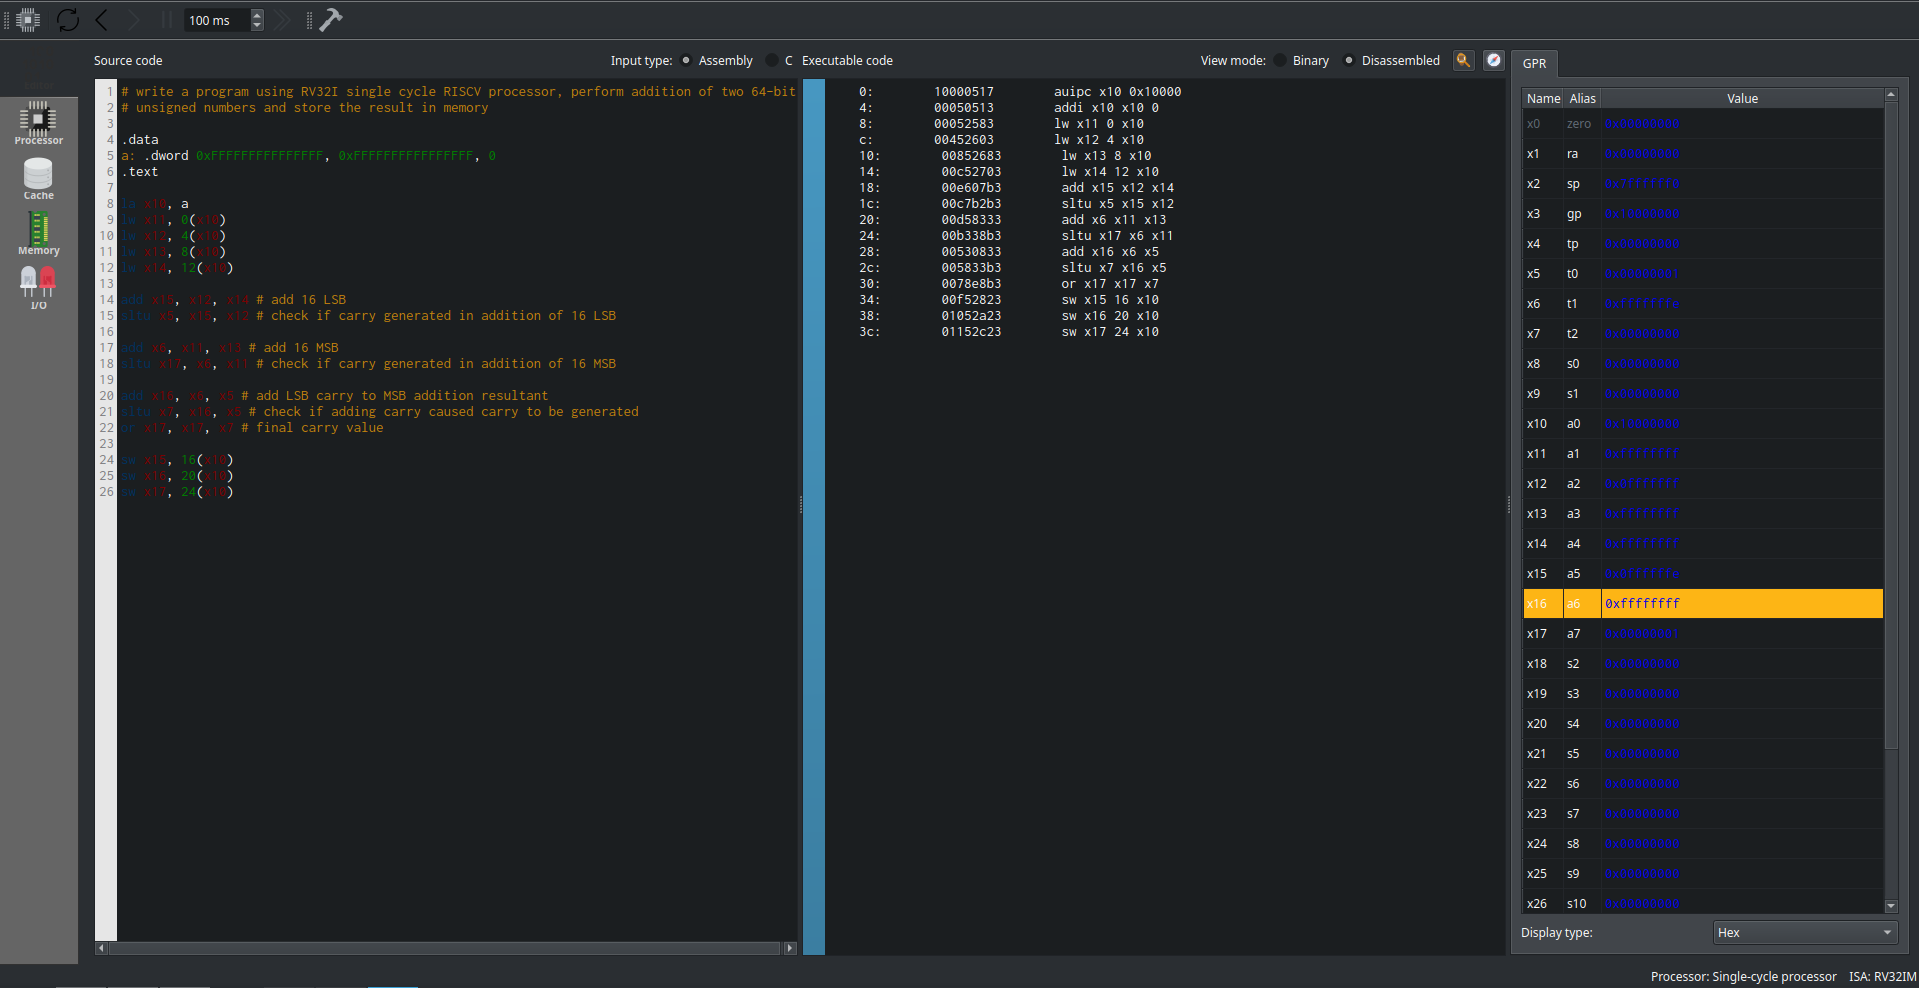 100 ms
Source code
Input type: Assembly C
Executable code
View mode: Binary Disassembled
GPR
Processor
Cache
Memory
I/O
1 # write a program using RV32I single cycle RISCV processor, perform addition of two 64-bit
2 # unsigned numbers and store the result in memory
3
4 .data
5 a: .dword 0xFFFFFFFFFFFFFFF, 0xFFFFFFFFFFFFFFFF, 0
6 .text
7
8 la x10, a
9 lw x11, 0(x10)
10 lw x12, 4(x10)
11 lw x13, 8(x10)
12 lw x14, 12(x10)
13
14 add x15, x12, x14 # add 16 LSB
15 sltu x5, x15, x12 # check if carry generated in addition of 16 LSB
16
17 add x6, x11, x13 # add 16 MSB
18 sltu x17, x6, x11 # check if carry generated in addition of 16 MSB
19
20 add x16, x6, x5 # add LSB carry to MSB addition resultant
21 sltu x7, x16, x5 # check if adding carry caused carry to be generated
22 or x17, x17, x7 # final carry value
23
24 sw x15, 16(x10)
25 sw x16, 20(x10)
26 sw x17, 24(x10)
0: 10000517 auipc x10 0x10000
4: 00050513 addi x10 x10 0
8: 00052583 lw x11 0 x10
c: 00452603 lw x12 4 x10
10: 00852683 lw x13 8 x10
14: 00c52703 lw x14 12 x10
18: 00e607b3 add x15 x12 x14
1c: 00c7b2b3 sltu x5 x15 x12
20: 00d58333 add x6 x11 x13
24: 00b338b3 sltu x17 x6 x11
28: 00530833 add x16 x6 x5
2c: 005833b3 sltu x7 x16 x5
30: 0078e8b3 or x17 x17 x7
34: 00f52823 sw x15 16 x10
38: 01052a23 sw x16 20 x10
3c: 01152c23 sw x17 24 x10
Name Alias Value
x0 zero 0x00000000
x1 ra 0x00000000
x2 sp 0x7ffffff0
x3 gp 0x10000000
x4 tp 0x00000000
x5 t0 0x00000001
x6 t1 0xfffffffe
x7 t2 0x00000000
x8 s0 0x00000000
x9 s1 0x00000000
x10 a0 0x10000000
x11 a1 0xffffffff
x12 a2 0x0fffffff
x13 a3 0xffffffff
x14 a4 0xffffffff
x15 a5 0x0ffffffe
x16 a6 0xffffffff
x17 a7 0x00000001
x18 s2 0x00000000
x19 s3 0x00000000
x20 s4 0x00000000
x21 s5 0x00000000
x22 s6 0x00000000
x23 s7 0x00000000
x24 s8 0x00000000
x25 s9 0x00000000
x26 s10 0x00000000
Display type: Hex
Processor: Single-cycle processor ISA: RV32IM